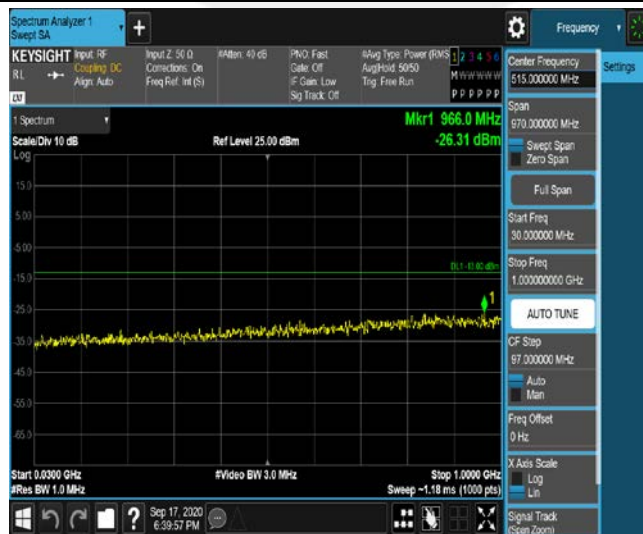 Spectrum Analyzer 1
Swept SA
+
Frequency
KEYSIGHT
RL
Input: RF
Coupling: DC
Align: Auto
Input Z: 50 Ω
Corrections: On
Freq Ref: Int (S)
#Atten: 40 dB
PNO: Fast
Gate: Off
IF Gain: Low
Sig Track: Off
#Avg Type: Power (RMS
Avg|Hold: 50/50
Trig: Free Run
1 2 3 4 5 6
M W W W W W
P P P P P P
LXI
1 Spectrum
Scale/Div 10 dB
Log
Ref Level 25.00 dBm
Mkr1 966.0 MHz
-26.31 dBm
15.0
5.00
-5.00
-15.0
-25.0
-35.0
-45.0
-55.0
-65.0
DL1 -13.00 dBm
1
Start 0.0300 GHz
#Res BW 1.0 MHz
#Video BW 3.0 MHz
Stop 1.0000 GHz
Sweep ~1.18 ms (1000 pts)
Sep 17, 2020
6:39:57 PM
?
Center Frequency
515.000000 MHz
Settings
Span
970.000000 MHz
Swept Span
Zero Span
Full Span
Start Freq
30.000000 MHz
Stop Freq
1.000000000 GHz
AUTO TUNE
CF Step
97.000000 MHz
Auto
Man
Freq Offset
0 Hz
X Axis Scale
Log
Lin
Signal Track
(Span Zoom)